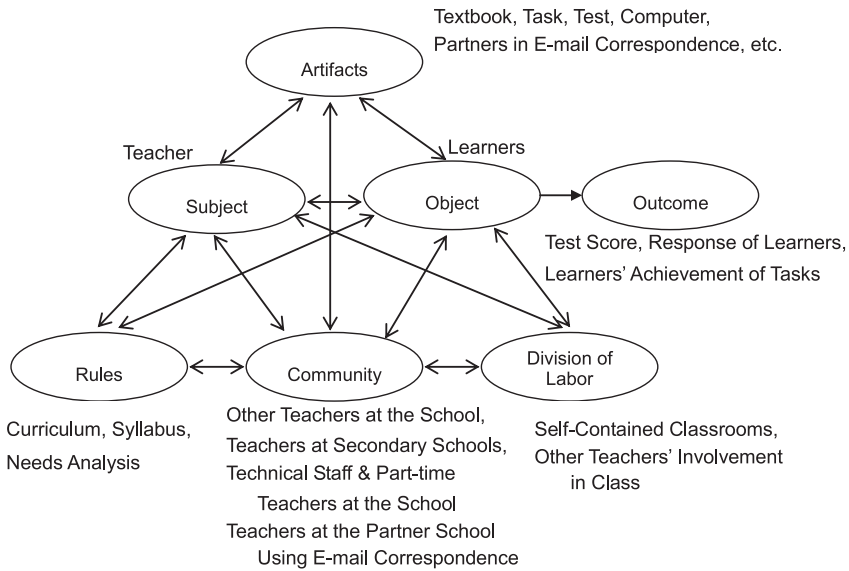 Textbook, Task, Test, Computer,
Partners in E-mail Correspondence, etc.
Artifacts
Teacher
Learners
Subject
Object
Outcome
Test Score, Response of Learners,
Learners’ Achievement of Tasks
Rules
Community
Division of
Labor
Curriculum, Syllabus,
Needs Analysis
Other Teachers at the School,
Teachers at Secondary Schools,
Technical Staff & Part-time
Teachers at the School
Teachers at the Partner School
Using E-mail Correspondence
Self-Contained Classrooms,
Other Teachers’ Involvement
in Class